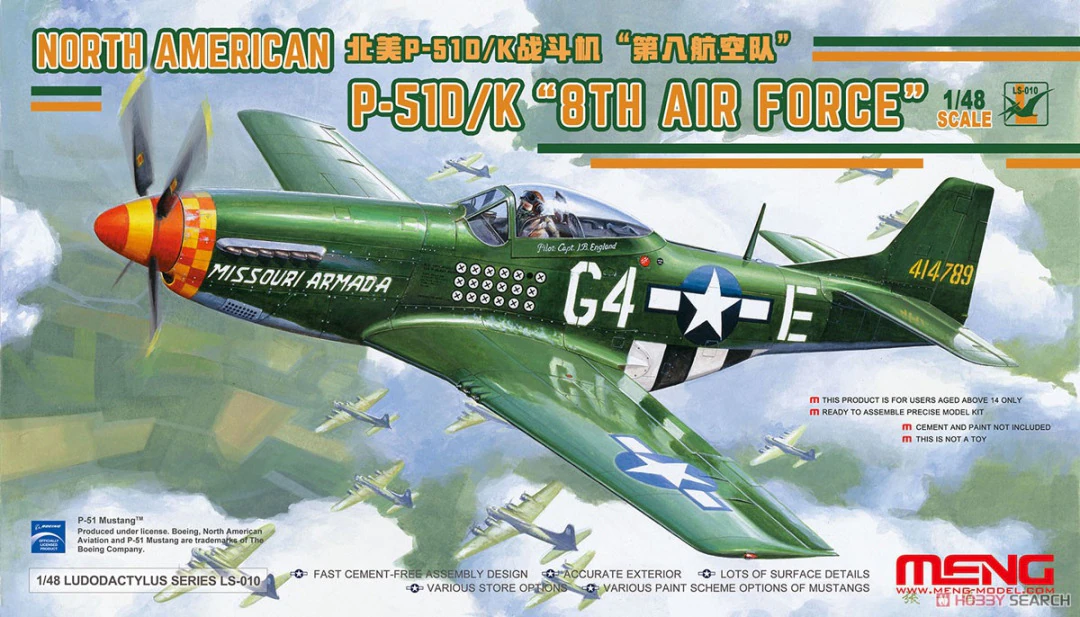 NORTH AMERICAN 北美P-51D/K战斗机“第八航空队”
P-51D/K “8TH AIR FORCE”
1/48
SCALE
LS-010
Pilot: Capt. J.B. England
MISSOURI ARMADA
G4
E
414789
THIS PRODUCT IS FOR USERS AGED ABOVE 14 ONLY
READY TO ASSEMBLE PRECISE MODEL KIT
CEMENT AND PAINT NOT INCLUDED
THIS IS NOT A TOY
BOEING
OFFICIALLY
LICENSED
PRODUCT
P-51 Mustang™
Produced under license. Boeing, North American
Aviation and P-51 Mustang are trademarks of The
Boeing Company.
1/48 LUDODACTYLUS SERIES LS-010
FAST CEMENT-FREE ASSEMBLY DESIGN
ACCURATE EXTERIOR
LOTS OF SURFACE DETAILS
VARIOUS STORE OPTIONS
VARIOUS PAINT SCHEME OPTIONS OF MUSTANGS
MENG
WWW.MENG-MODEL.COM
HOBBY SEARCH